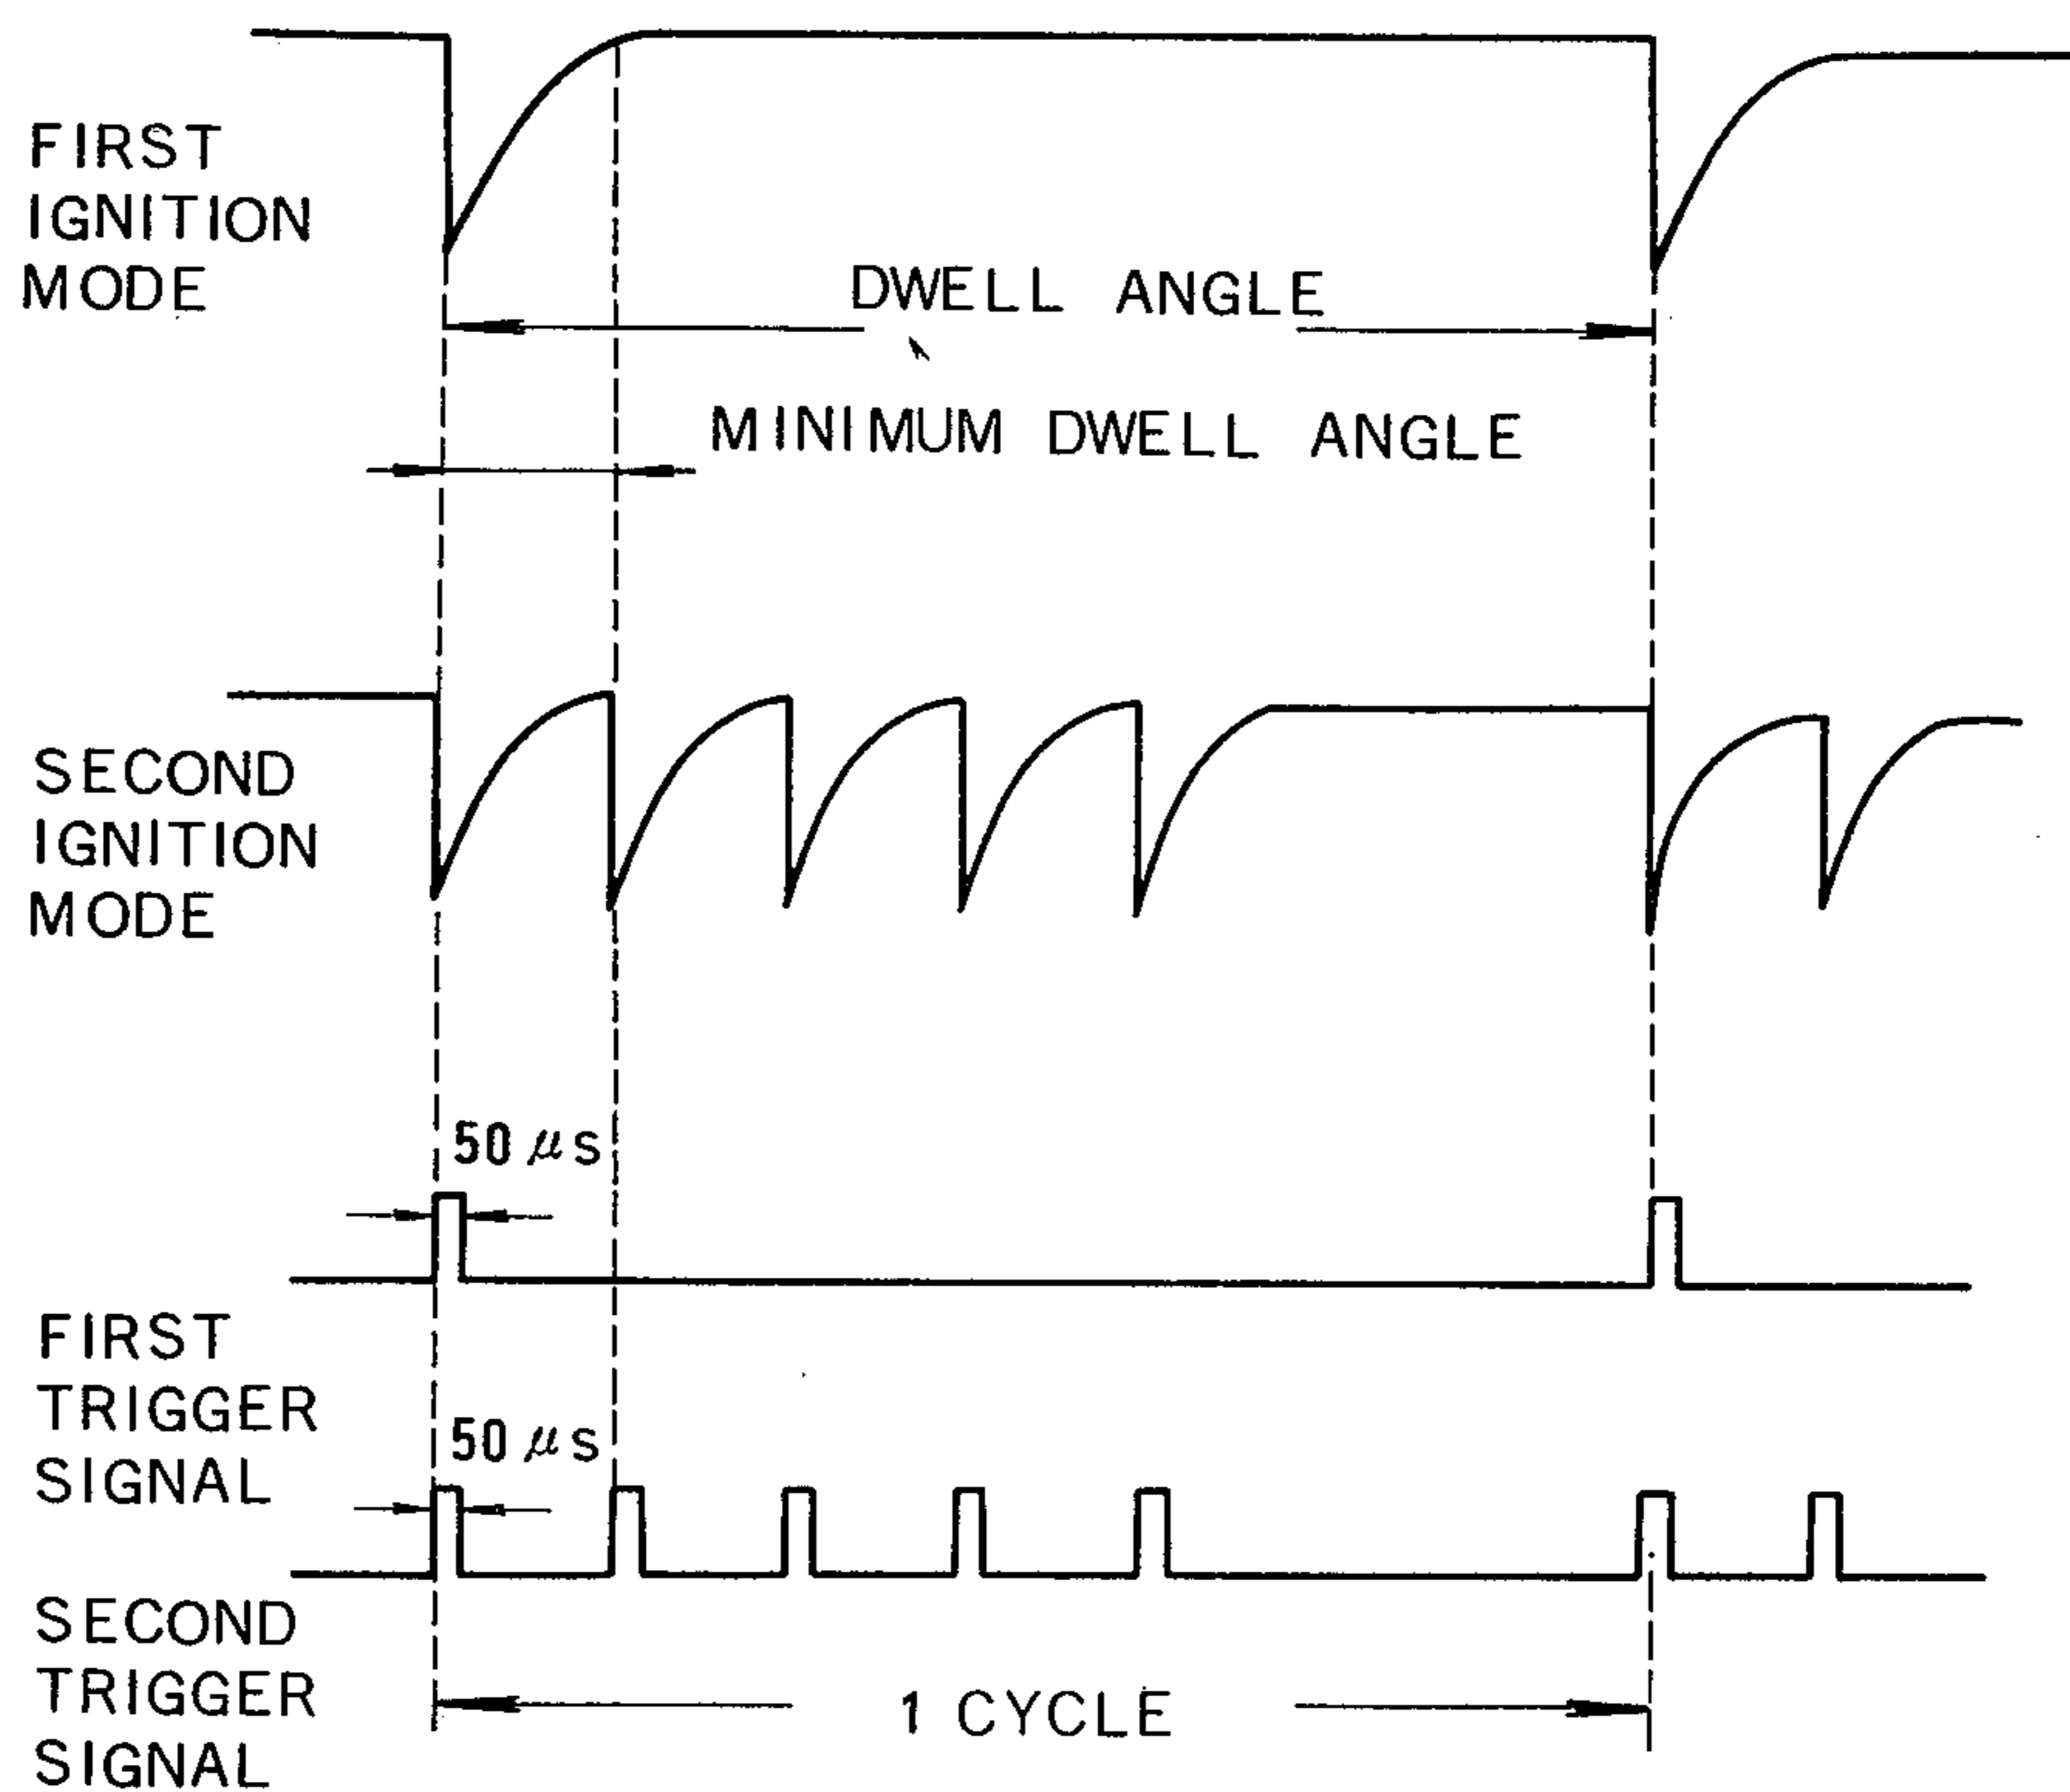 FIRST
IGNITION
MODE
DWELL ANGLE
MINIMUM DWELL ANGLE
SECOND
IGNITION
MODE
50 μs
FIRST
TRIGGER
SIGNAL
50 μs
SECOND
TRIGGER
SIGNAL
1 CYCLE